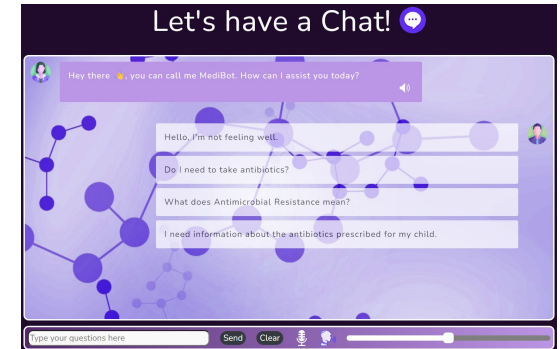 Let's have a Chat! 💬
Hey there 👋, you can call me MediBot. How can I assist you today?
Hello, I'm not feeling well.
Do I need to take antibiotics?
What does Antimicrobial Resistance mean?
I need information about the antibiotics prescribed for my child.
Type your questions here
Send
Clear